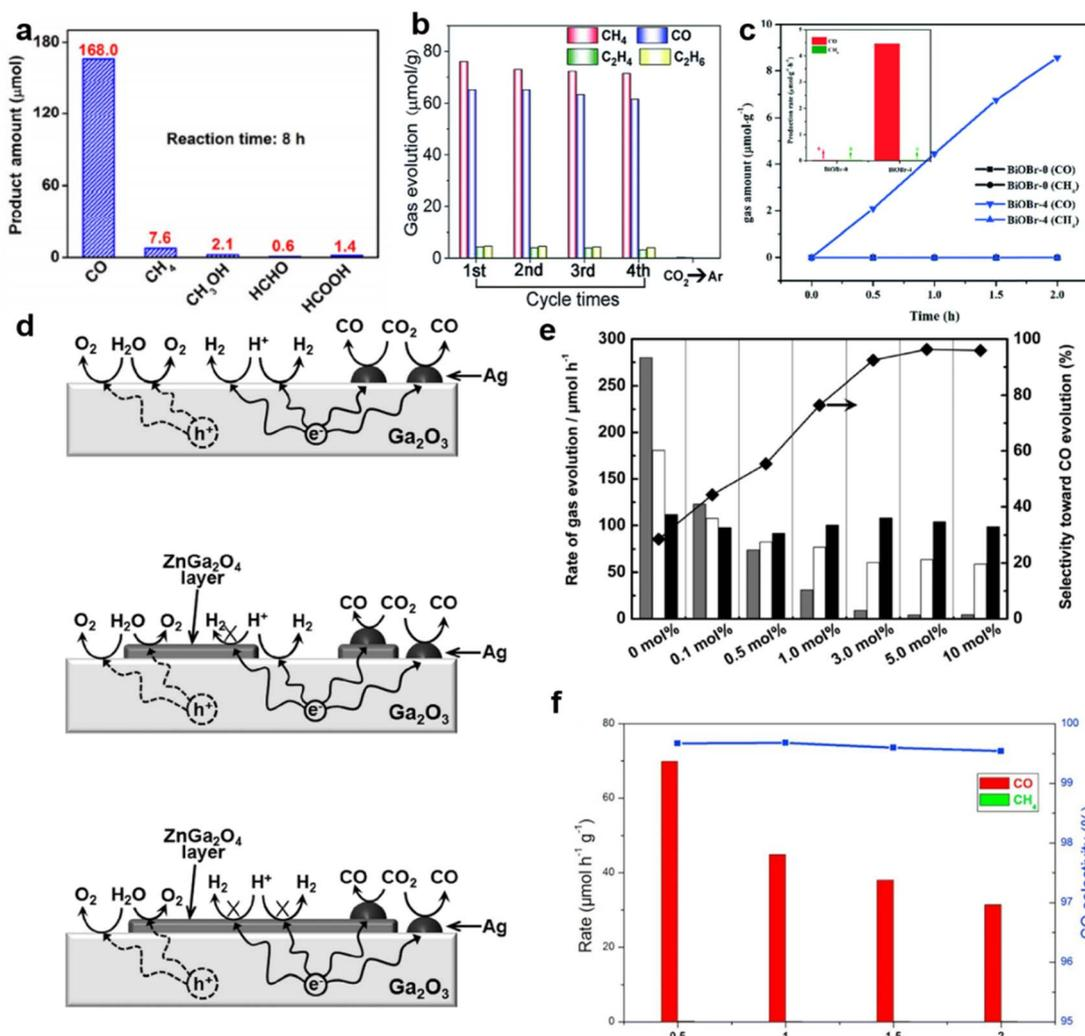 a
Product amount (μmol)
180
120
60
0
168.0
7.6
2.1
0.6
1.4
Reaction time: 8 h
CO
CH₄
CH₃OH
HCHO
HCOOH
b
Gas evolution (μmol/g)
80
60
40
20
0
CH₄ CO
C₂H₄ C₂H₆
1st 2nd 3rd 4th CO₂→Ar
Cycle times
c
gas amount (μmol·g⁻¹)
10
8
6
4
2
0
Production rate (μmol·g⁻¹·h⁻¹)
CO
CH₄
BiOBr-0 BiOBr-4
BiOBr-0 (CO)
BiOBr-0 (CH₄)
BiOBr-4 (CO)
BiOBr-4 (CH₄)
0.0 0.5 1.0 1.5 2.0
Time (h)
d
CO CO₂ CO
O₂ H₂O O₂ H₂ H⁺ H₂
Ag
h⁺ e⁻ Ga₂O₃
ZnGa₂O₄
layer
CO CO₂ CO
O₂ H₂O O₂ H₂ H⁺ H₂
Ag
h⁺ e⁻ Ga₂O₃
ZnGa₂O₄
layer
CO CO₂ CO
O₂ H₂O O₂ H₂ H⁺ H₂
Ag
h⁺ e⁻ Ga₂O₃
e
Rate of gas evolution / μmol h⁻¹
300
250
200
150
100
50
0
100
80
60
40
20
0
Selectivity toward CO evolution (%)
0 mol% 0.1 mol% 0.5 mol% 1.0 mol% 3.0 mol% 5.0 mol% 10 mol%
f
Rate (μmol h⁻¹ g⁻¹)
80
60
40
20
0
CO
CH₄
100
99
98
97
96
95
CO selectivity (%)
0.5 1 1.5 2